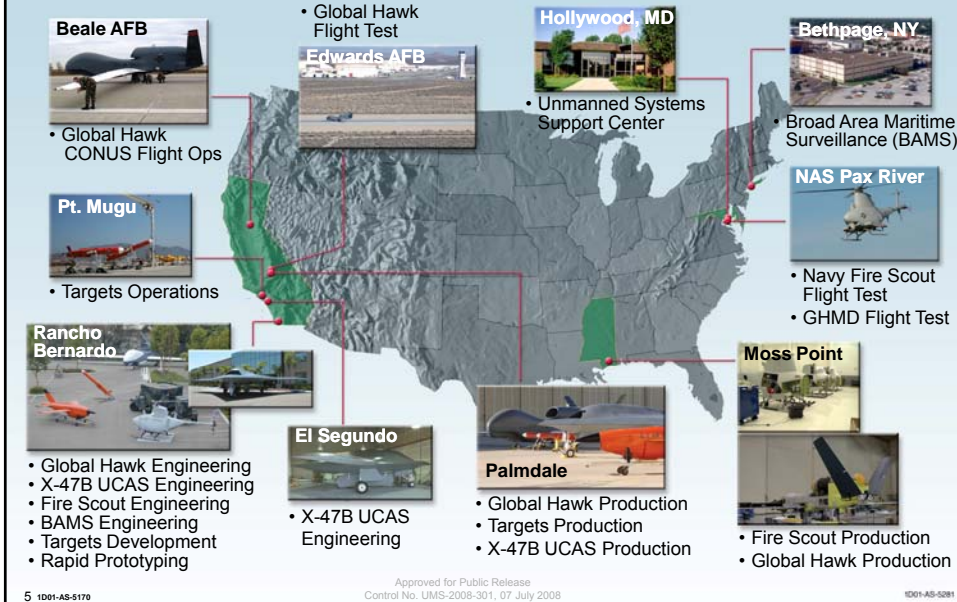 Beale AFB
• Global Hawk
CONUS Flight Ops
• Global Hawk
Flight Test
Edwards AFB
Hollywood, MD
• Unmanned Systems
Support Center
Bethpage, NY
• Broad Area Maritime
Surveillance (BAMS)
Pt. Mugu
• Targets Operations
NAS Pax River
• Navy Fire Scout
Flight Test
• GHMD Flight Test
Rancho
Bernardo
• Global Hawk Engineering
• X-47B UCAS Engineering
• Fire Scout Engineering
• BAMS Engineering
• Targets Development
• Rapid Prototyping
El Segundo
• X-47B UCAS
Engineering
Palmdale
• Global Hawk Production
• Targets Production
• X-47B UCAS Production
Moss Point
• Fire Scout Production
• Global Hawk Production
5 1D01-AS-5170
Approved for Public Release
Control No. UMS-2008-301, 07 July 2008
1D01-AS-5281